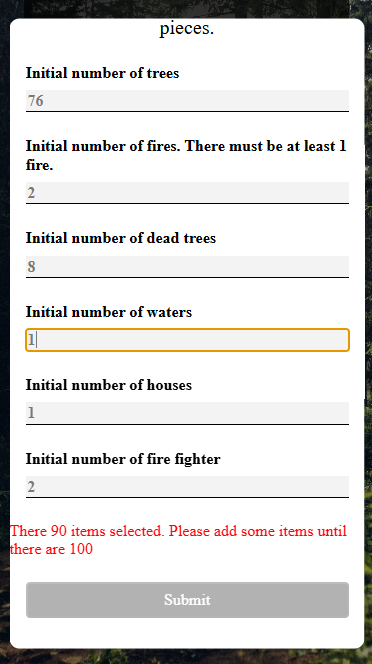 pieces.
Initial number of trees
76
Initial number of fires. There must be at least 1
fire.
2
Initial number of dead trees
8
Initial number of waters
1
Initial number of houses
1
Initial number of fire fighter
2
There 90 items selected. Please add some items until
there are 100
Submit